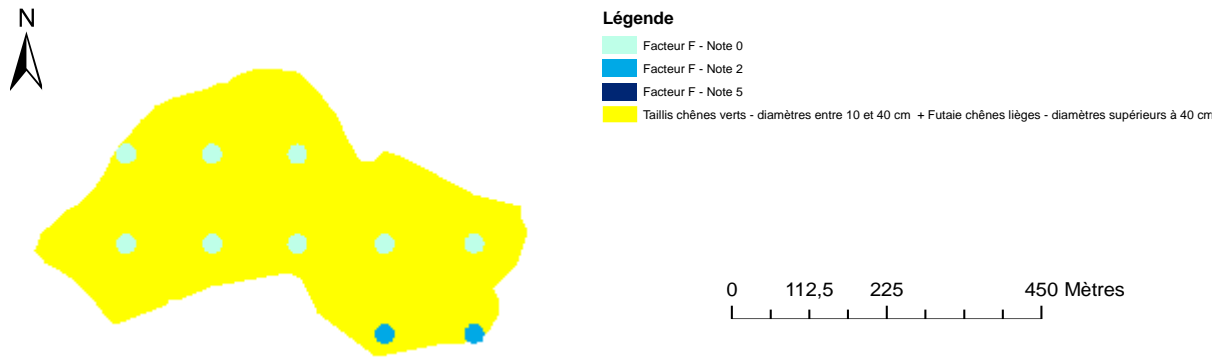 N
Légende
Facteur F - Note 0
Facteur F - Note 2
Facteur F - Note 5
Taillis chênes verts - diamètres entre 10 et 40 cm + Futaie chênes lièges - diamètres supérieurs à 40 cm
0 112,5 225 450 Mètres